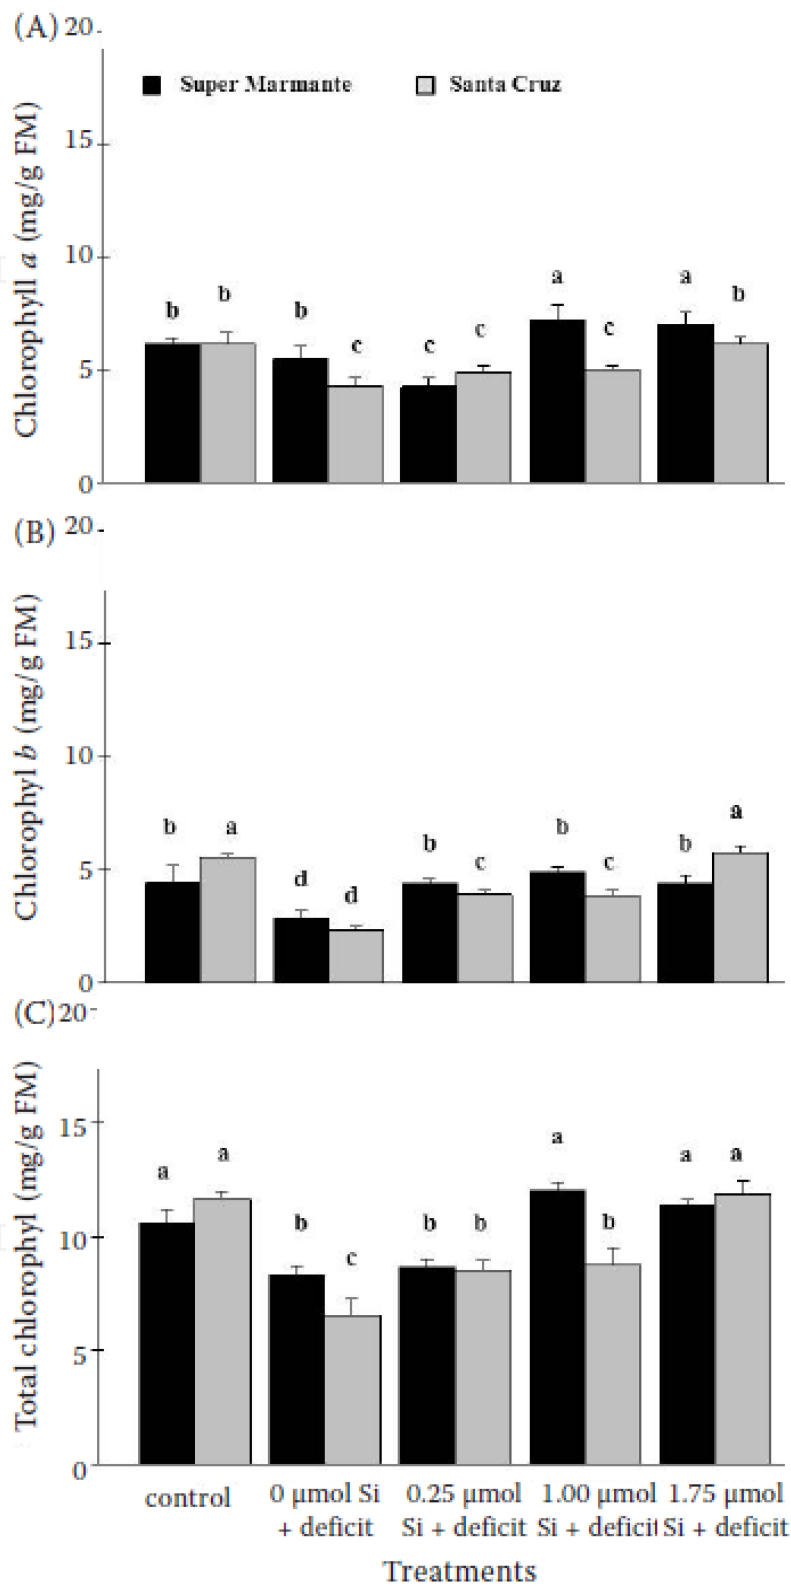 (A) 20
Super Marmante Santa Cruz
15
10
5
0
Chlorophyll a (mg/g FM)
b b b c c c a c a b
(B) 20
15
10
5
0
Chlorophyl b (mg/g FM)
b a d d b c b c b a
(C) 20
15
10
5
0
Total chlorophyl (mg/g FM)
a a b c b b a b a a
control 0 µmol Si 0.25 µmol 1.00 µmol 1.75 µmol
+ deficit Si + deficit Si + deficit Si + deficit
Treatments